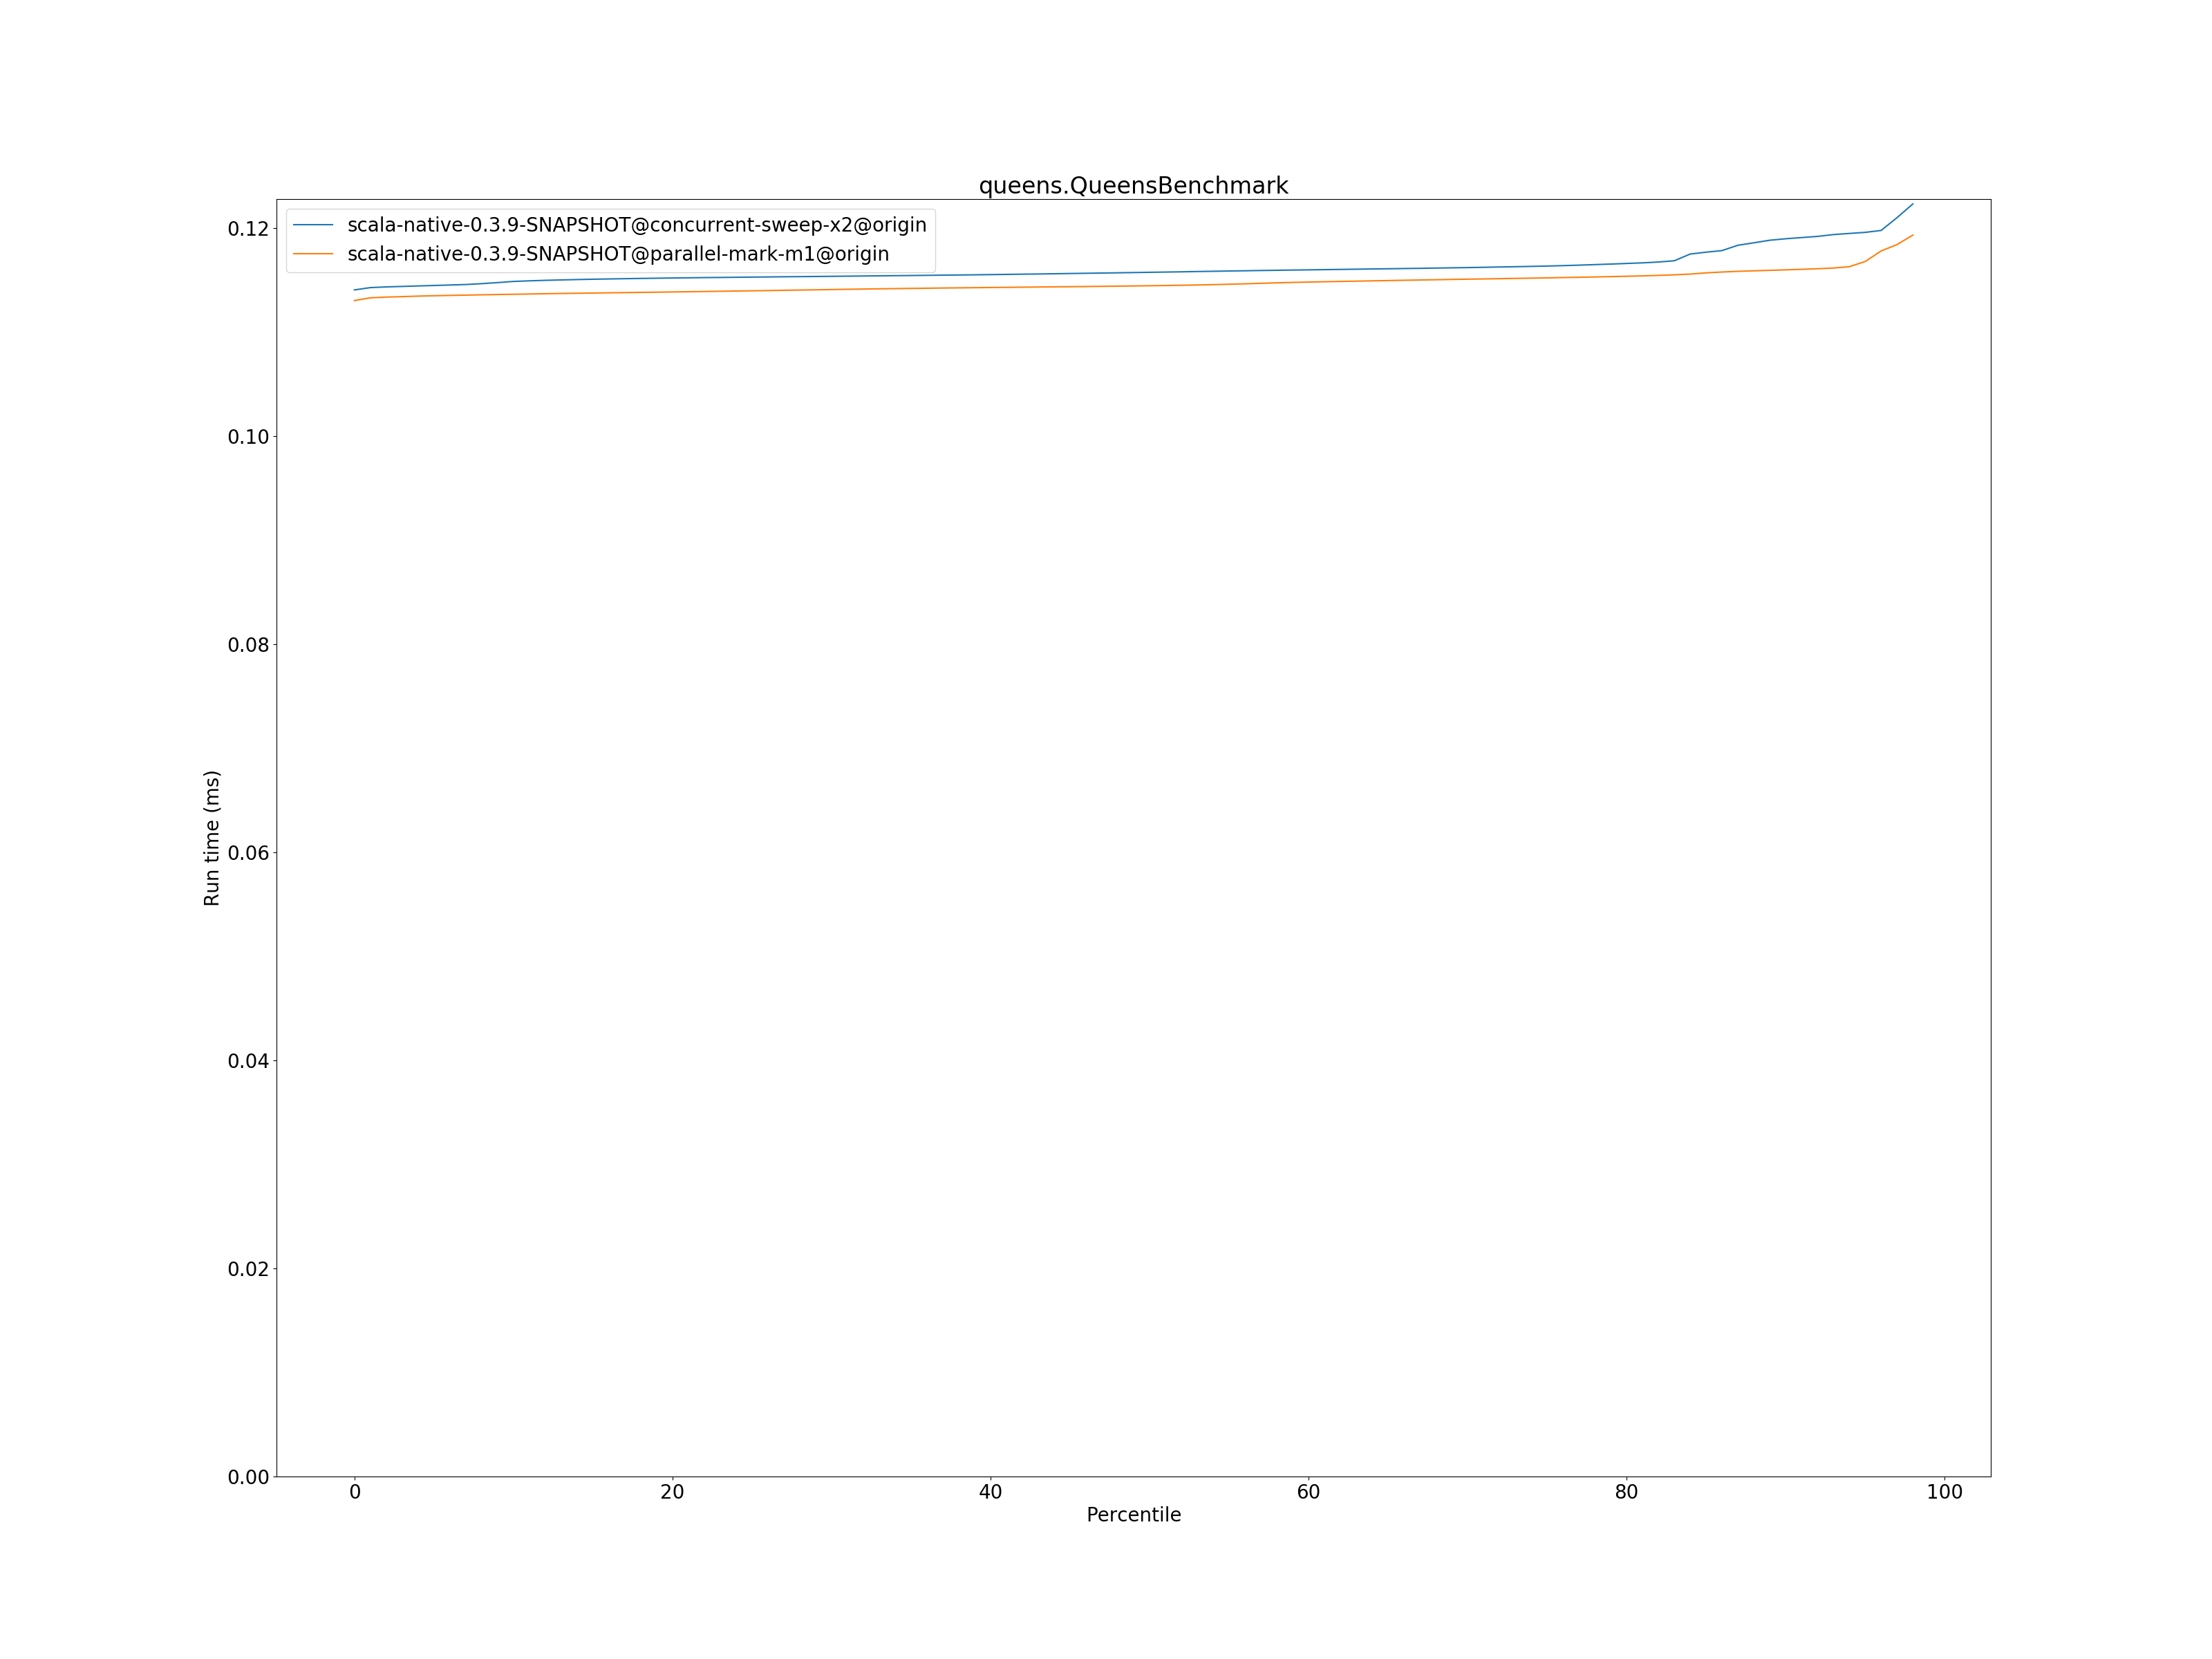 queens.QueensBenchmark
scala-native-0.3.9-SNAPSHOT@concurrent-sweep-x2@origin
scala-native-0.3.9-SNAPSHOT@parallel-mark-m1@origin
0.12
0.10
0.08
0.06
0.04
0.02
0.00
Run time (ms)
0 20 40 60 80 100
Percentile